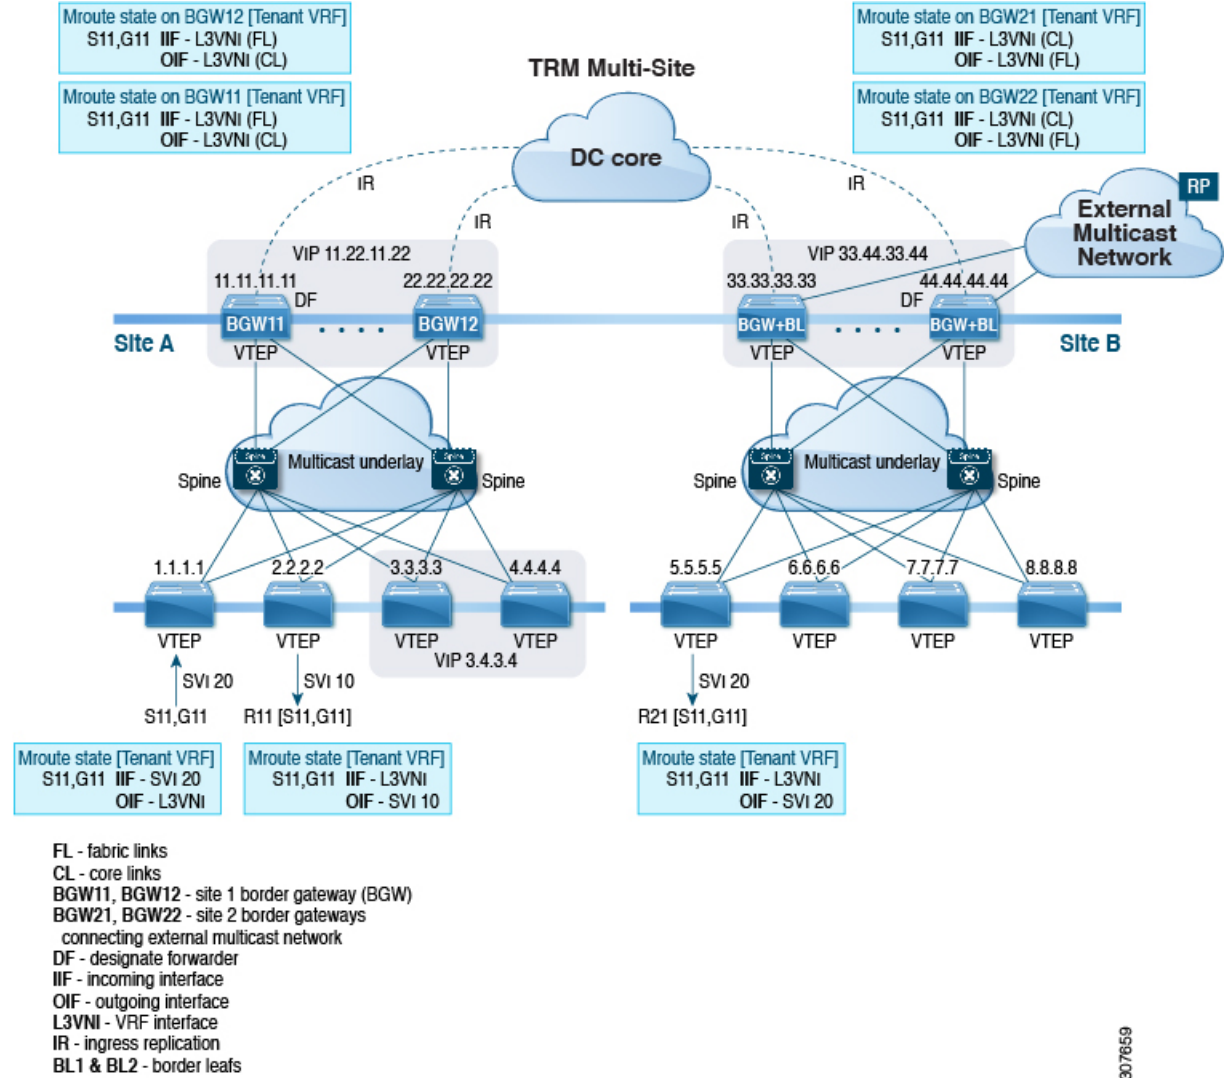 Mroute state on BGW12 [Tenant VRF]
S11,G11 IIF - L3VNI (FL)
OIF - L3VNI (CL)
Mroute state on BGW11 [Tenant VRF]
S11,G11 IIF - L3VNI (FL)
OIF - L3VNI (CL)
TRM Multi-Site
Mroute state on BGW21 [Tenant VRF]
S11,G11 IIF - L3VNI (CL)
OIF - L3VNI (FL)
Mroute state on BGW22 [Tenant VRF]
S11,G11 IIF - L3VNI (CL)
OIF - L3VNI (FL)
DC core
IR
IR
IR
IR
RP
External
Multicast
Network
VIP 11.22.11.22
VIP 33.44.33.44
11.11.11.11
22.22.22.22
33.33.33.33
44.44.44.44
DF
DF
BGW11
BGW12
BGW+BL
BGW+BL
Site A
Site B
VTEP
VTEP
VTEP
VTEP
Spine
Spine
Spine
Spine
Multicast underlay
Multicast underlay
Spine
Spine
Spine
Spine
1.1.1.1
2.2.2.2
3.3.3.3
4.4.4.4
5.5.5.5
6.6.6.6
7.7.7.7
8.8.8.8
VTEP
VTEP
VTEP
VTEP
VTEP
VTEP
VTEP
VTEP
VIP 3.4.3.4
SVI 20
SVI 10
SVI 20
S11,G11
R11 [S11,G11]
R21 [S11,G11]
Mroute state [Tenant VRF]
S11,G11 IIF - SVI 20
OIF - L3VNI
Mroute state [Tenant VRF]
S11,G11 IIF - L3VNI
OIF - SVI 10
Mroute state [Tenant VRF]
S11,G11 IIF - L3VNI
OIF - SVI 20
FL - fabric links
CL - core links
BGW11, BGW12 - site 1 border gateway (BGW)
BGW21, BGW22 - site 2 border gateways
connecting external multicast network
DF - designate forwarder
IIF - incoming interface
OIF - outgoing interface
L3VNI - VRF interface
IR - ingress replication
BL1 & BL2 - border leafs
307659